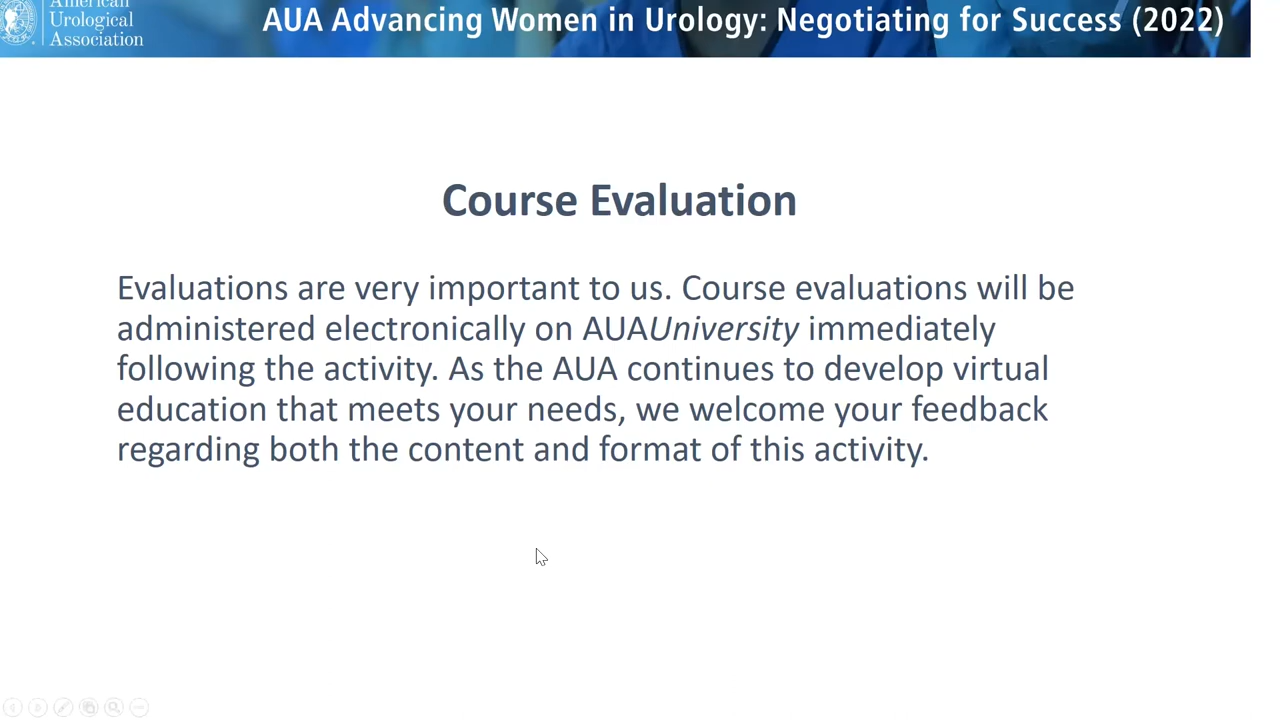 American
Urological
Association
AUA Advancing Women in Urology: Negotiating for Success (2022)
Course Evaluation
Evaluations are very important to us. Course evaluations will be
administered electronically on AUAUniversity immediately
following the activity. As the AUA continues to develop virtual
education that meets your needs, we welcome your feedback
regarding both the content and format of this activity.